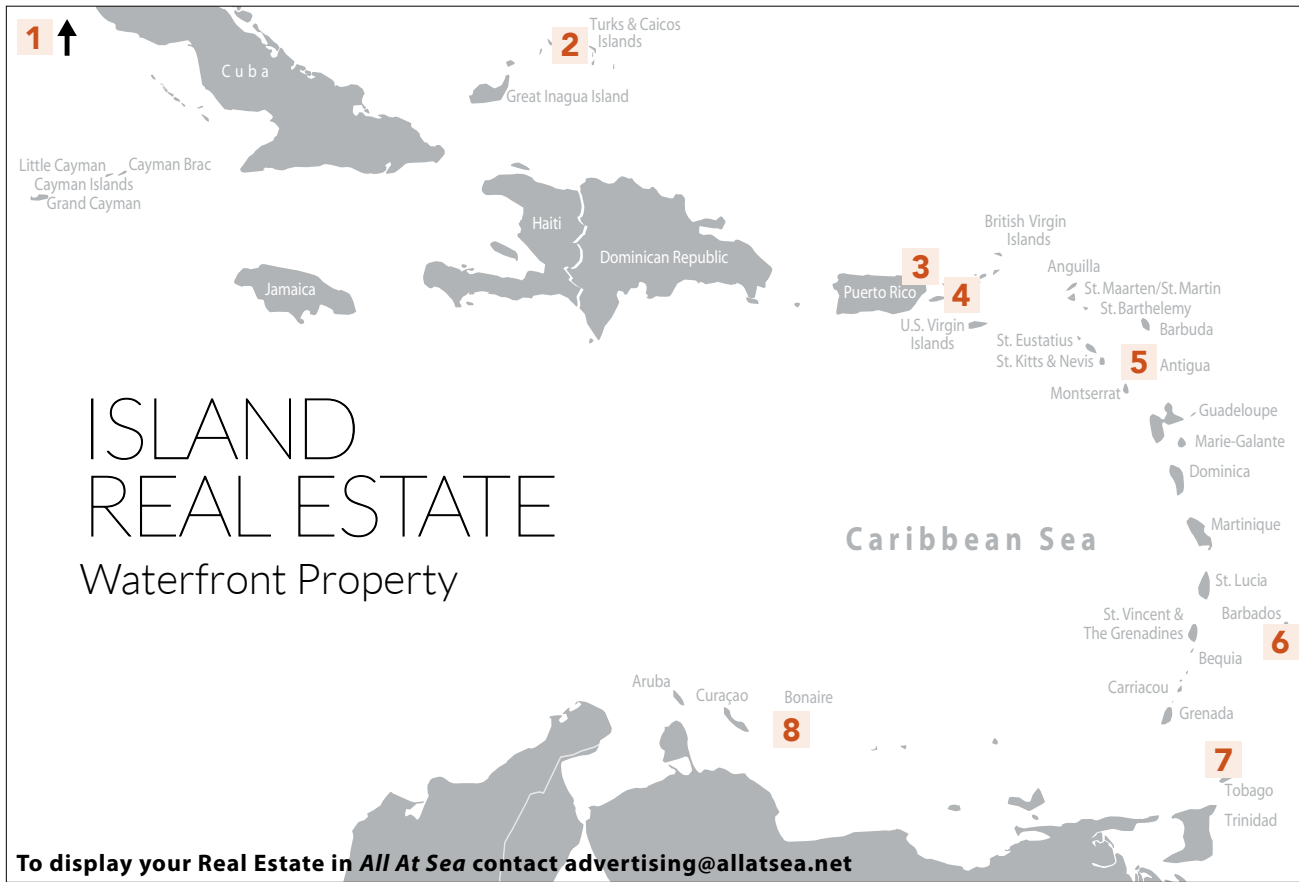 1
2
Turks & Caicos
Islands
Cuba
Great Inagua Island
Little Cayman
Cayman Brac
Cayman Islands
Grand Cayman
Haiti
Dominican Republic
Jamaica
British Virgin
Islands
3
Puerto Rico
4
U.S. Virgin
Islands
Anguilla
St. Maarten/St. Martin
St. Barthelemy
Barbuda
St. Eustatius
St. Kitts & Nevis
5
Antigua
Montserrat
Guadeloupe
Marie-Galante
Dominica
ISLAND
REAL ESTATE
Waterfront Property
Caribbean Sea
Martinique
St. Lucia
St. Vincent &
The Grenadines
Barbados
6
Bequia
Carriacou
Grenada
Aruba
Curaçao
Bonaire
8
7
Tobago
Trinidad
To display your Real Estate in All At Sea contact advertising@allatsea.net